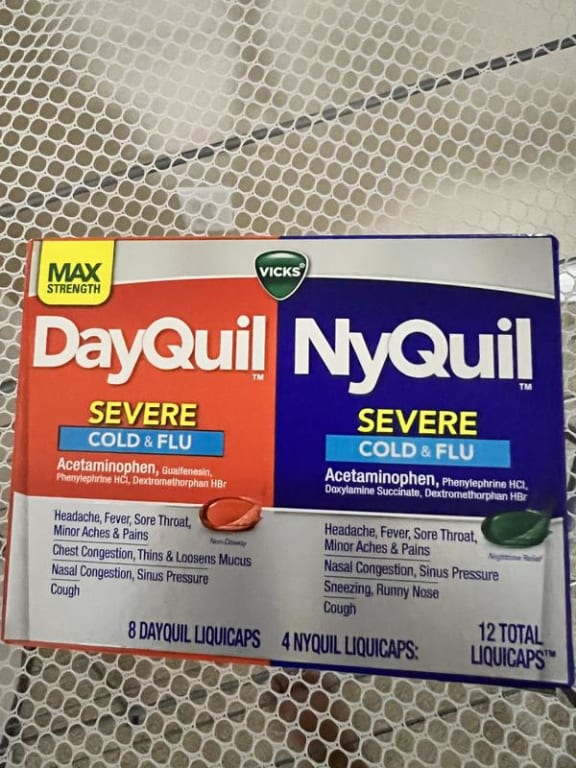 MAX
STRENGTH
VICKS®
DayQuil™
SEVERE
COLD & FLU
Acetaminophen, Guaifenesin,
Phenylephrine HCl, Dextromethorphan HBr
Headache, Fever, Sore Throat,
Minor Aches & Pains
Chest Congestion, Thins & Loosens Mucus
Nasal Congestion, Sinus Pressure
Cough
Non-Drowsy
8 DAYQUIL LIQUICAPS
NyQuil™
SEVERE
COLD & FLU
Acetaminophen, Phenylephrine HCl,
Doxylamine Succinate, Dextromethorphan HBr
Headache, Fever, Sore Throat,
Minor Aches & Pains
Nasal Congestion, Sinus Pressure
Sneezing, Runny Nose
Cough
Nighttime Relief
4 NYQUIL LIQUICAPS:
12 TOTAL
LIQUICAPS™